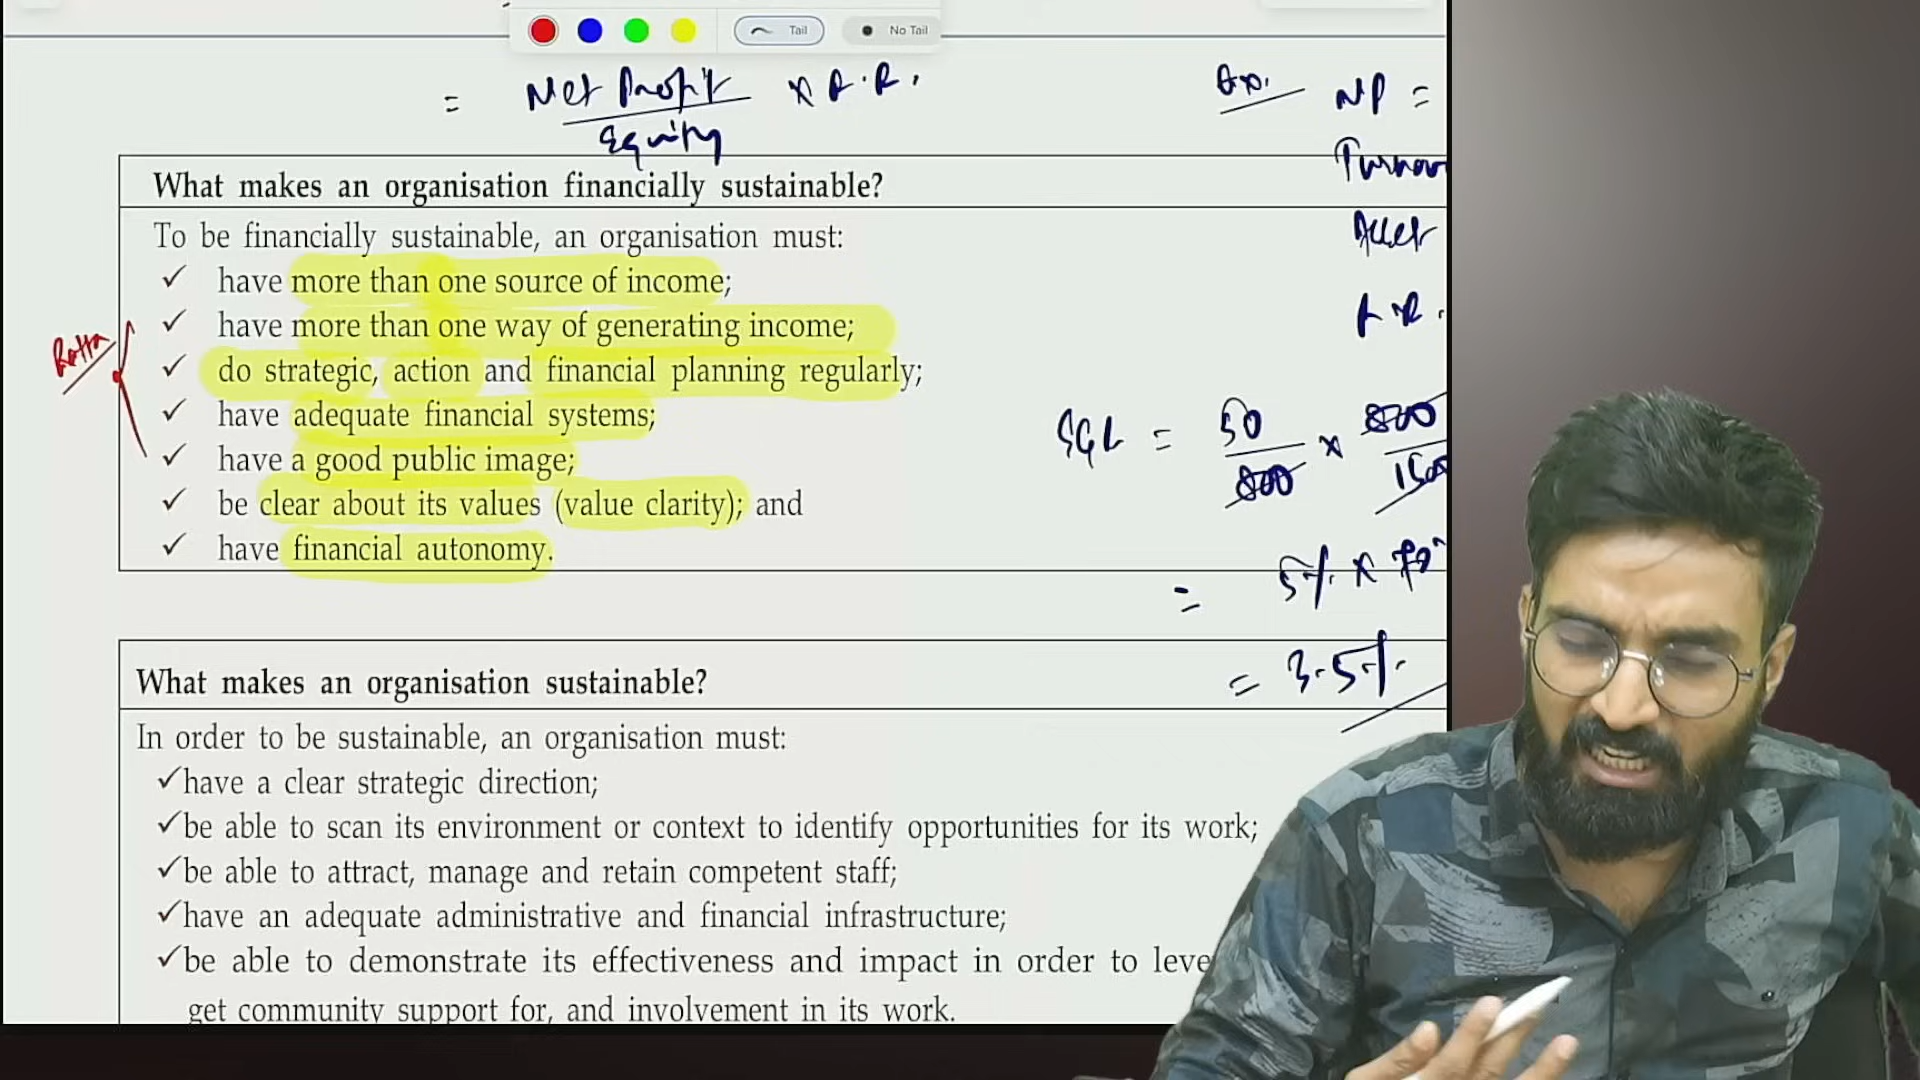 Tail
No Tail
= Net Profit × R.R.
Equity
Ex.
NP =
Asset
R.R.
What makes an organisation financially sustainable?
To be financially sustainable, an organisation must:
✓ have more than one source of income;
✓ have more than one way of generating income;
✓ do strategic, action and financial planning regularly;
✓ have adequate financial systems;
✓ have a good public image;
✓ be clear about its values (value clarity); and
✓ have financial autonomy.
Ratta
SGR = 50 × 800
800
= 5% ×
= 3.5%
What makes an organisation sustainable?
In order to be sustainable, an organisation must:
✓have a clear strategic direction;
✓be able to scan its environment or context to identify opportunities for its work;
✓be able to attract, manage and retain competent staff;
✓have an adequate administrative and financial infrastructure;
✓be able to demonstrate its effectiveness and impact in order to leve
get community support for, and involvement in its work.